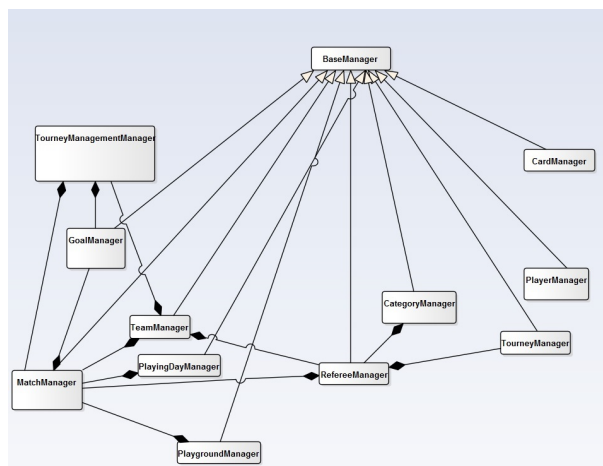 BaseManager
TourneyManagementManager
CardManager
GoalManager
PlayerManager
CategoryManager
TeamManager
TourneyManager
PlayingDayManager
RefereeManager
MatchManager
PlaygroundManager